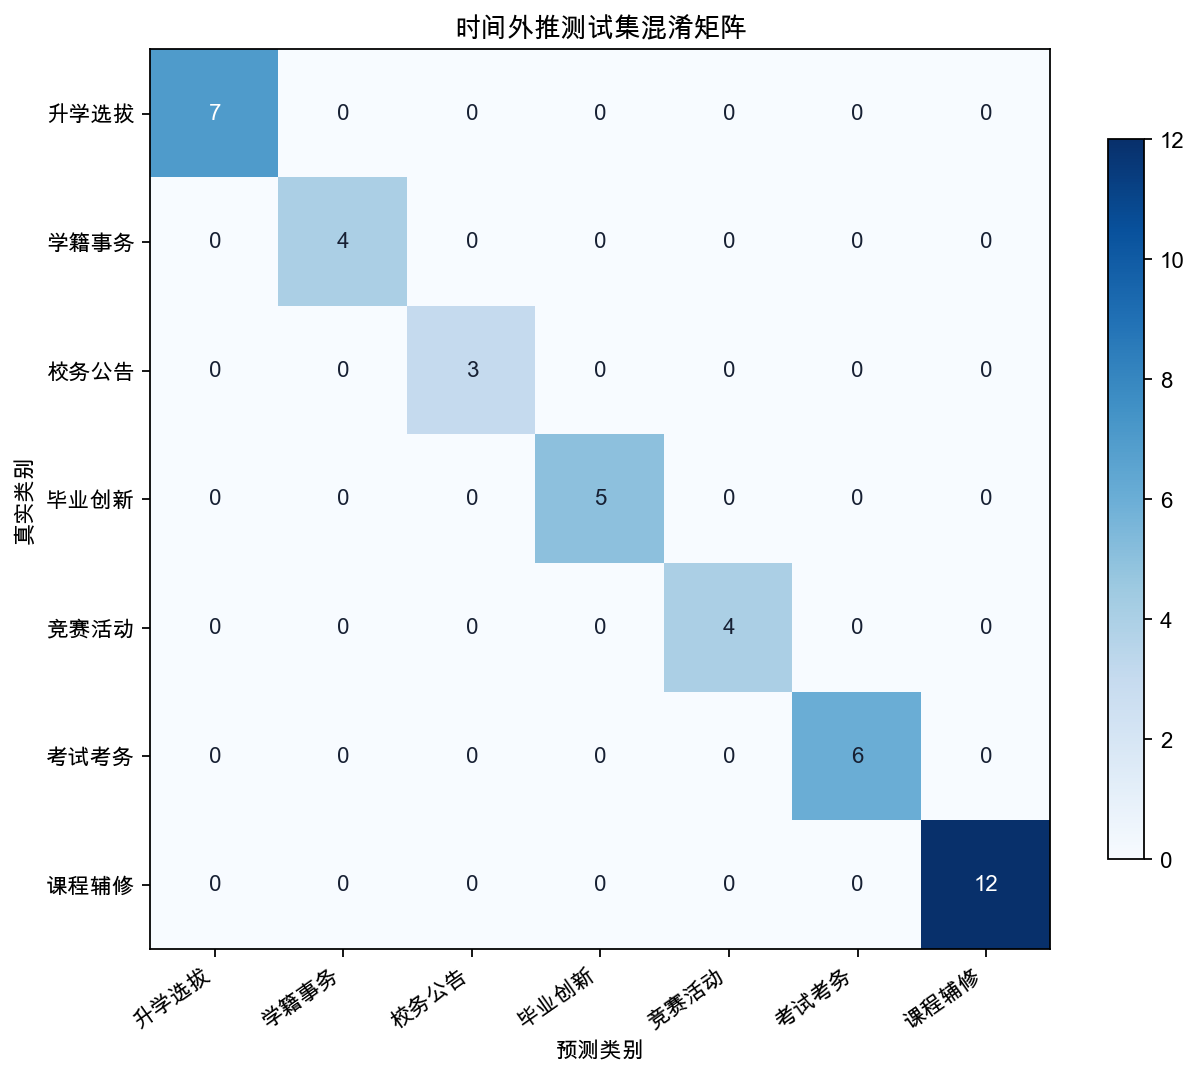 时间外推测试集混淆矩阵
升学选拔 7 0 0 0 0 0 0
学籍事务 0 4 0 0 0 0 0
校务公告 0 0 3 0 0 0 0
毕业创新 0 0 0 5 0 0 0
竞赛活动 0 0 0 0 4 0 0
考试考务 0 0 0 0 0 6 0
课程辅修 0 0 0 0 0 0 12
真实类别
升学选拔 学籍事务 校务公告 毕业创新 竞赛活动 考试考务 课程辅修
预测类别
12
10
8
6
4
2
0